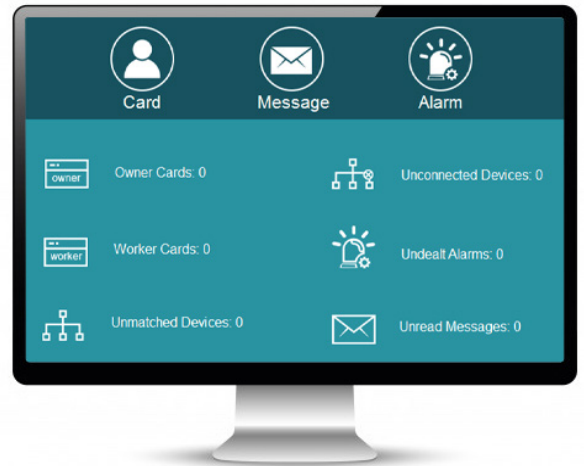 Card
Message
Alarm
owner
Owner Cards: 0
Unconnected Devices: 0
worker
Worker Cards: 0
Undealt Alarms: 0
Unmatched Devices: 0
Unread Messages: 0